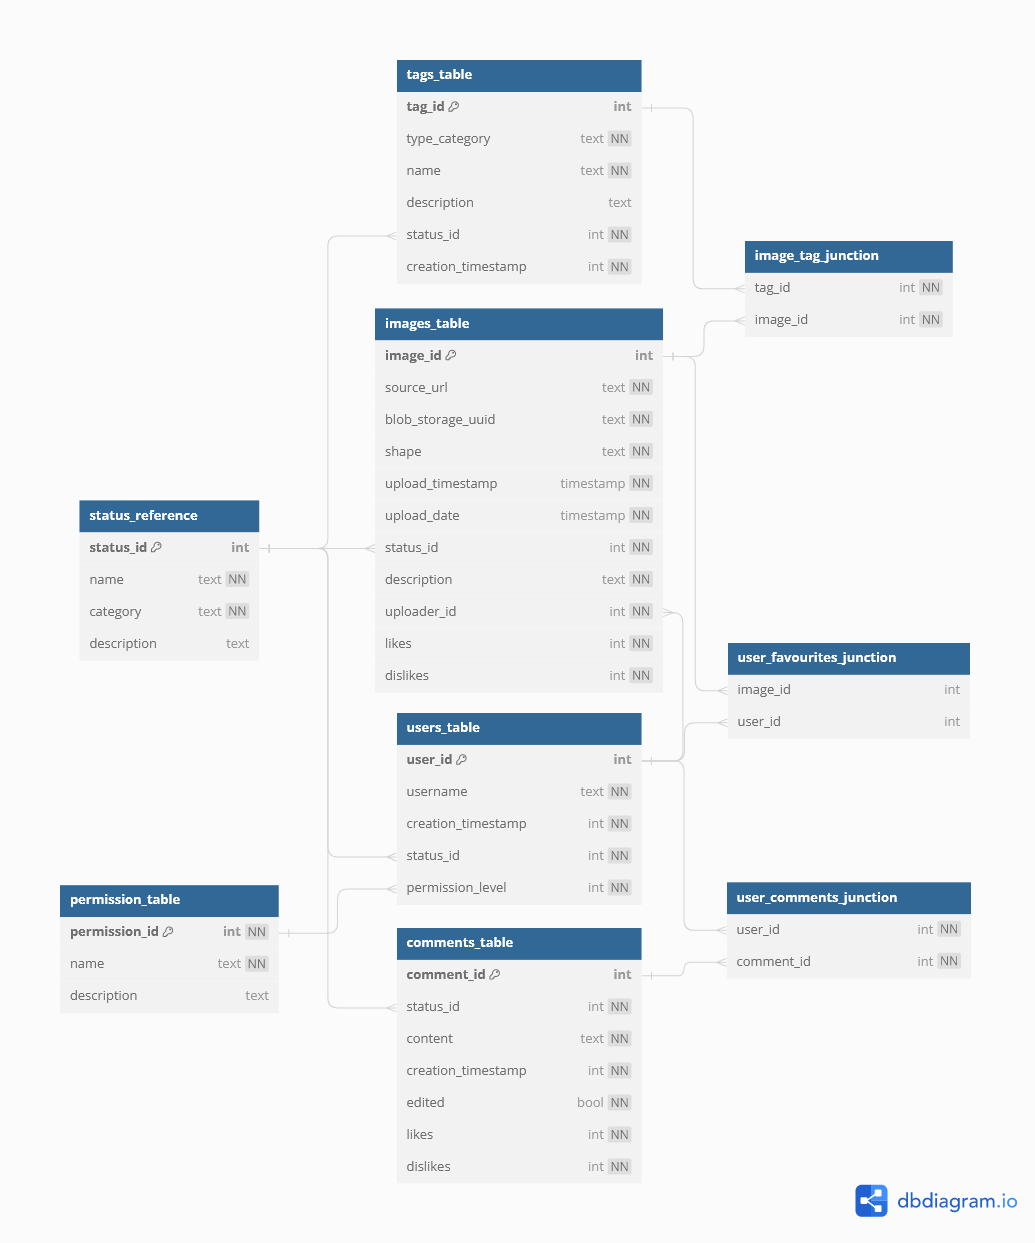 tags_table
tag_id int
type_category text NN
name text NN
description text
status_id int NN
creation_timestamp int NN
image_tag_junction
tag_id int NN
image_id int NN
images_table
image_id int
source_url text NN
blob_storage_uuid text NN
shape text NN
upload_timestamp timestamp NN
upload_date timestamp NN
status_id int NN
description text NN
uploader_id int NN
likes int NN
dislikes int NN
status_reference
status_id int
name text NN
category text NN
description text
user_favourites_junction
image_id int
user_id int
users_table
user_id int
username text NN
creation_timestamp int NN
status_id int NN
permission_level int NN
permission_table
permission_id int NN
name text NN
description text
user_comments_junction
user_id int NN
comment_id int NN
comments_table
comment_id int
status_id int NN
content text NN
creation_timestamp int NN
edited bool NN
likes int NN
dislikes int NN
dbdiagram.io